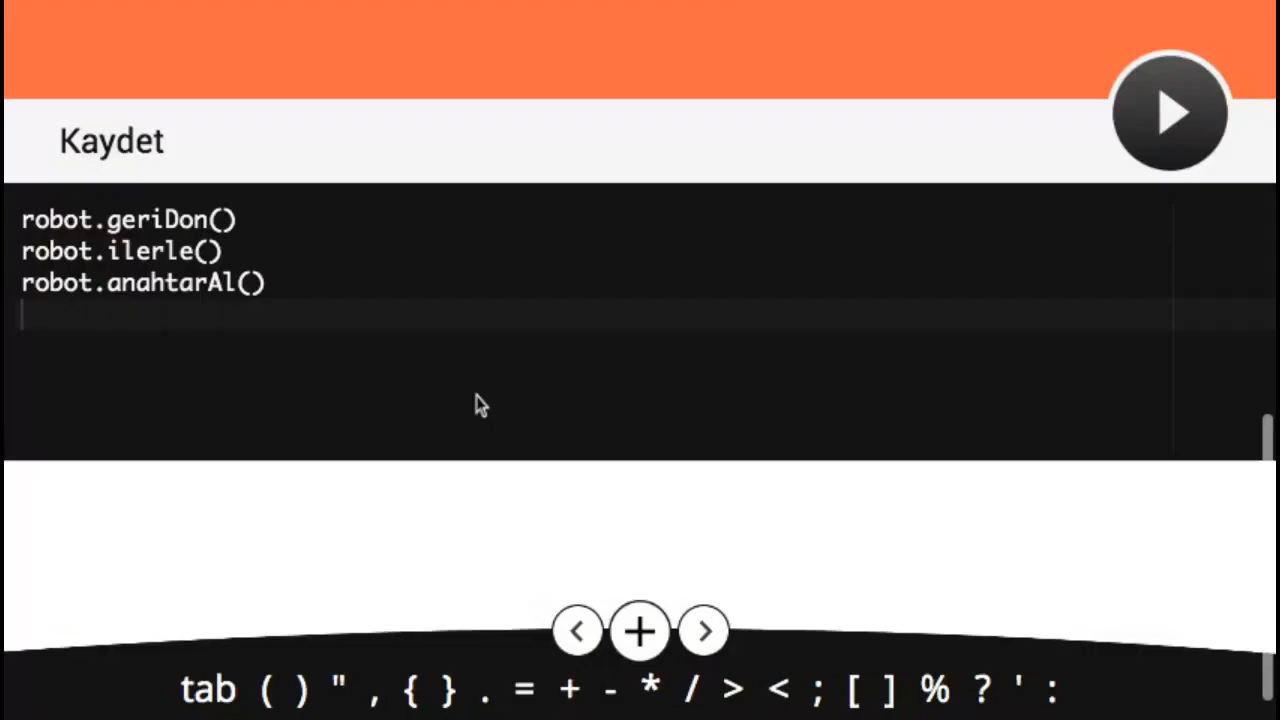 Kaydet
robot.geriDon()
robot.ilerle()
robot.anahtarAl()
tab ( ) " , { } . = + - * / > < ; [ ] % ? ' :